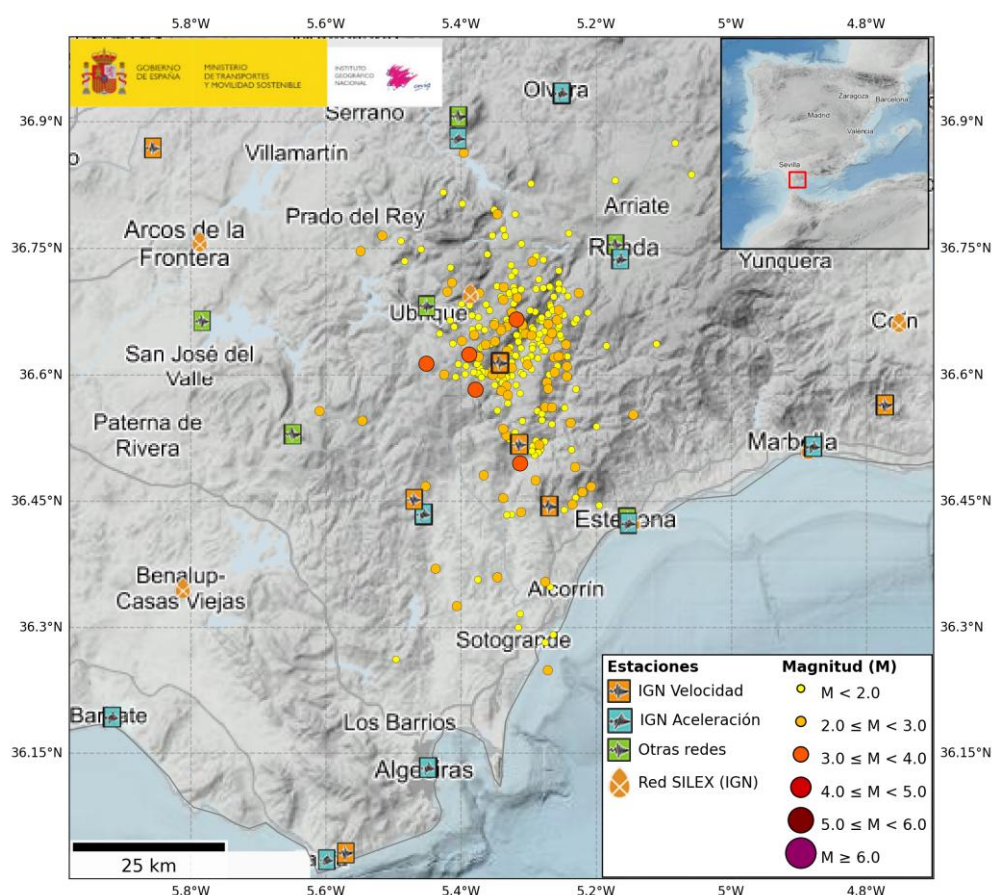 5.8°W 5.6°W 5.4°W 5.2°W 5°W 4.8°W
GOBIERNO
DE ESPAÑA
MINISTERIO
DE TRANSPORTES
Y MOVILIDAD SOSTENIBLE
INSTITUTO
GEOGRÁFICO
NACIONAL
Zaragoza
Barcelona
Madrid
Valencia
Sevilla
Olvera
36.9°N 36.9°N
Serrano
Villamartín
Prado del Rey
Arriate
Arcos de la
Frontera
36.75°N 36.75°N
Ronda
Yunquera
Ubrique
Coín
San José del
Valle
36.6°N 36.6°N
Paterna de
Rivera
Marbella
36.45°N 36.45°N
Estepona
Benalup-
Casas Viejas
Alcorrín
36.3°N 36.3°N
Sotogrande
Barbate
Los Barrios
36.15°N 36.15°N
Algeciras
25 km
Estaciones
IGN Velocidad
IGN Aceleración
Otras redes
Red SILEX (IGN)
Magnitud (M)
M < 2.0
2.0 ≤ M < 3.0
3.0 ≤ M < 4.0
4.0 ≤ M < 5.0
5.0 ≤ M < 6.0
M ≥ 6.0
5.8°W 5.6°W 5.4°W 5.2°W 5°W 4.8°W